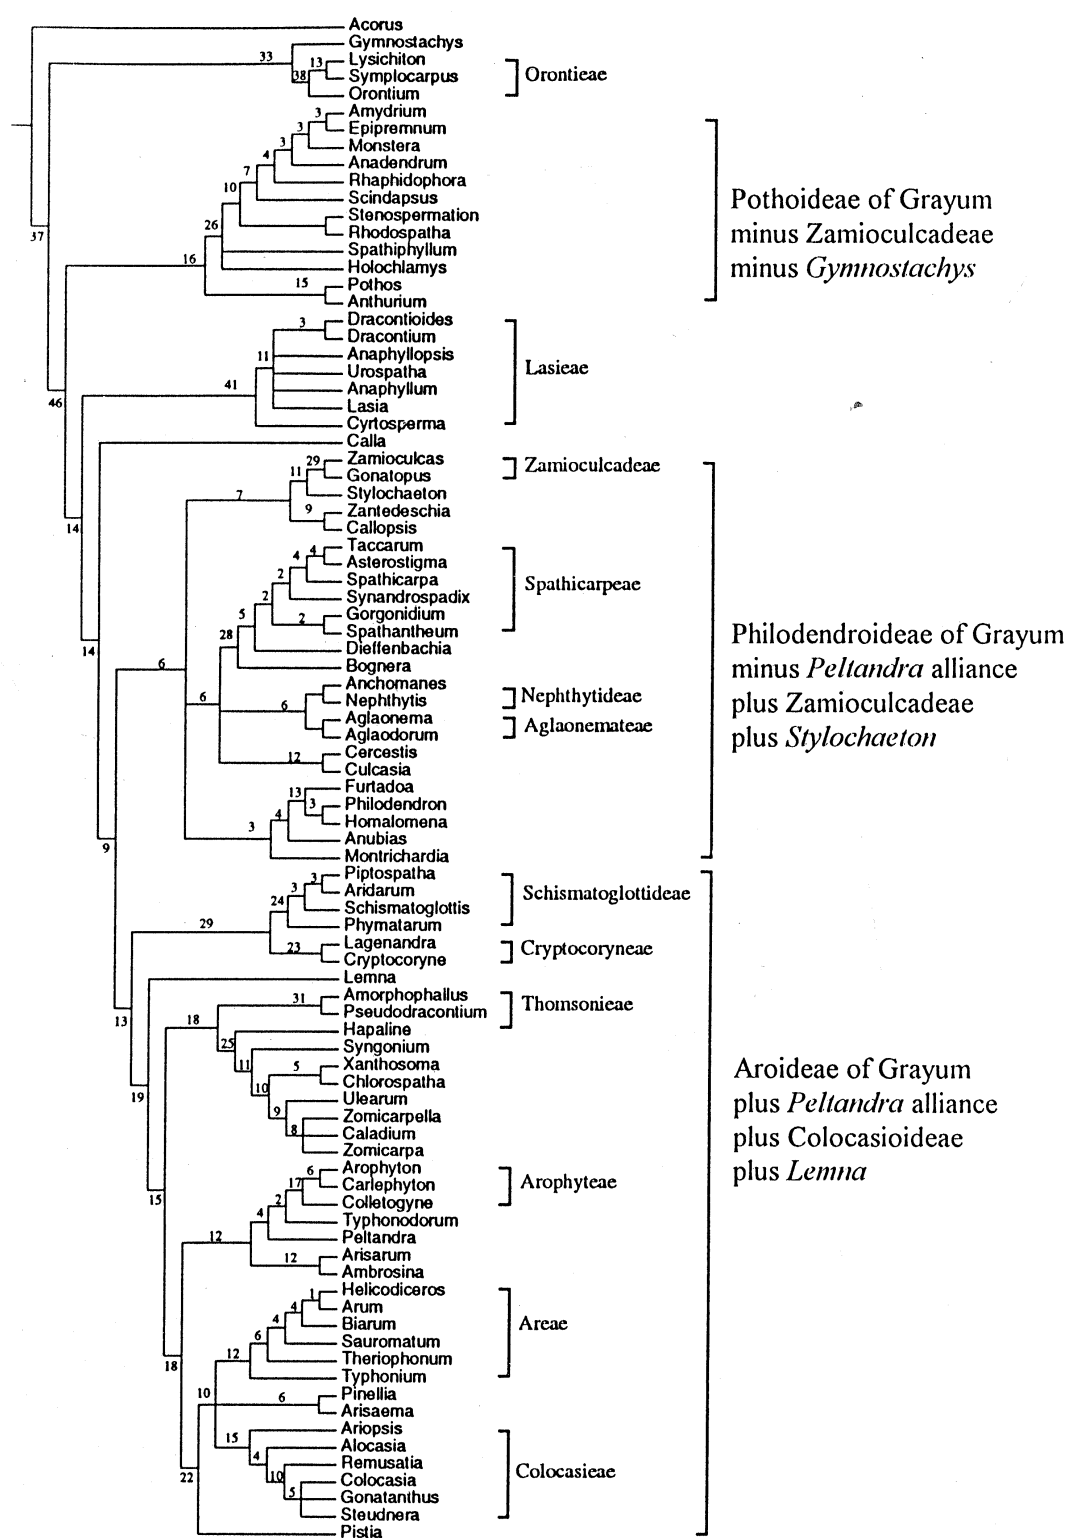 Acorus
Gymnostachys
33
13
Lysichiton
38
Symplocarpus
Orontium
Orontieae
3
Amydrium
3
Epipremnum
3
Monstera
4
Anadendrum
7
Rhaphidophora
10
Scindapsus
26
Stenospermation
Rhodospatha
Spathiphyllum
16
Holochlamys
15
Pothos
Anthurium
Pothoideae of Grayum
minus Zamioculcadeae
minus Gymnostachys
37
3
Dracontioides
Dracontium
11
Anaphyllopsis
Urospatha
41
Anaphyllum
Lasia
46
Cyrtosperma
Lasieae
Calla
29
Zamioculcas
11
Gonatopus
Zamioculcadeae
7
Stylochaeton
9
Zantedeschia
Callopsis
14
4
Taccarum
4
Asterostigma
2
Spathicarpa
2
Synandrospadix
5
2
Gorgonidium
28
Spathantheum
Spathicarpeae
Dieffenbachia
14
Bognera
6
Anchomanes
6
6
Nephthytis
Nephthytideae
Aglaonema
Aglaodorum
Aglaonemateae
12
Cercestis
Culcasia
13
Furtadoa
3
Philodendron
4
Homalomena
3
Anubias
9
Montrichardia
Philodendroideae of Grayum
minus Peltandra alliance
plus Zamioculcadeae
plus Stylochaeton
3
Piptospatha
3
Aridarum
24
Schismatoglottis
29
Phymatarum
Schismatoglottideae
23
Lagenandra
Cryptocoryne
Cryptocoryneae
Lemna
31
Amorphophallus
13
18
Pseudodracontium
Thomsonieae
Hapaline
25
Syngonium
11
5
Xanthosoma
10
Chlorospatha
19
9
Ulearum
Zomicarpella
8
Caladium
Zomicarpa
6
Arophyton
17
Carlephyton
15
2
Colletogyne
Arophyteae
4
Typhonodorum
12
Peltandra
12
Arisarum
Ambrosina
1
Helicodiceros
4
Arum
4
Biarum
6
Sauromatum
12
Theriophonum
18
Typhonium
Areae
10
6
Pinellia
Arisaema
15
Ariopsis
4
Alocasia
10
Remusatia
22
Colocasia
5
Gonatanthus
Steudnera
Colocasieae
Pistia
Aroideae of Grayum
plus Peltandra alliance
plus Colocasioideae
plus Lemna